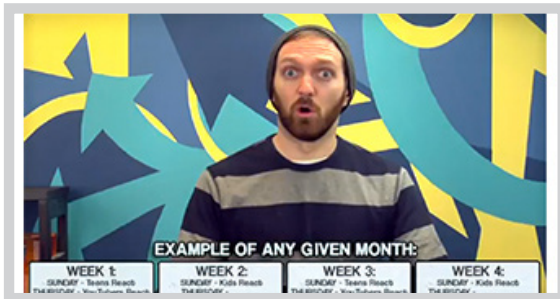 EXAMPLE OF ANY GIVEN MONTH:
WEEK 1: WEEK 2: WEEK 3: WEEK 4:
SUNDAY - Teens Reach SUNDAY - Kids Reach SUNDAY - Teens Reach SUNDAY - Kids Reach
THURSDAY - YouTubers Reach THURSDAY - THURSDAY - YouTubers Reach THURSDAY -